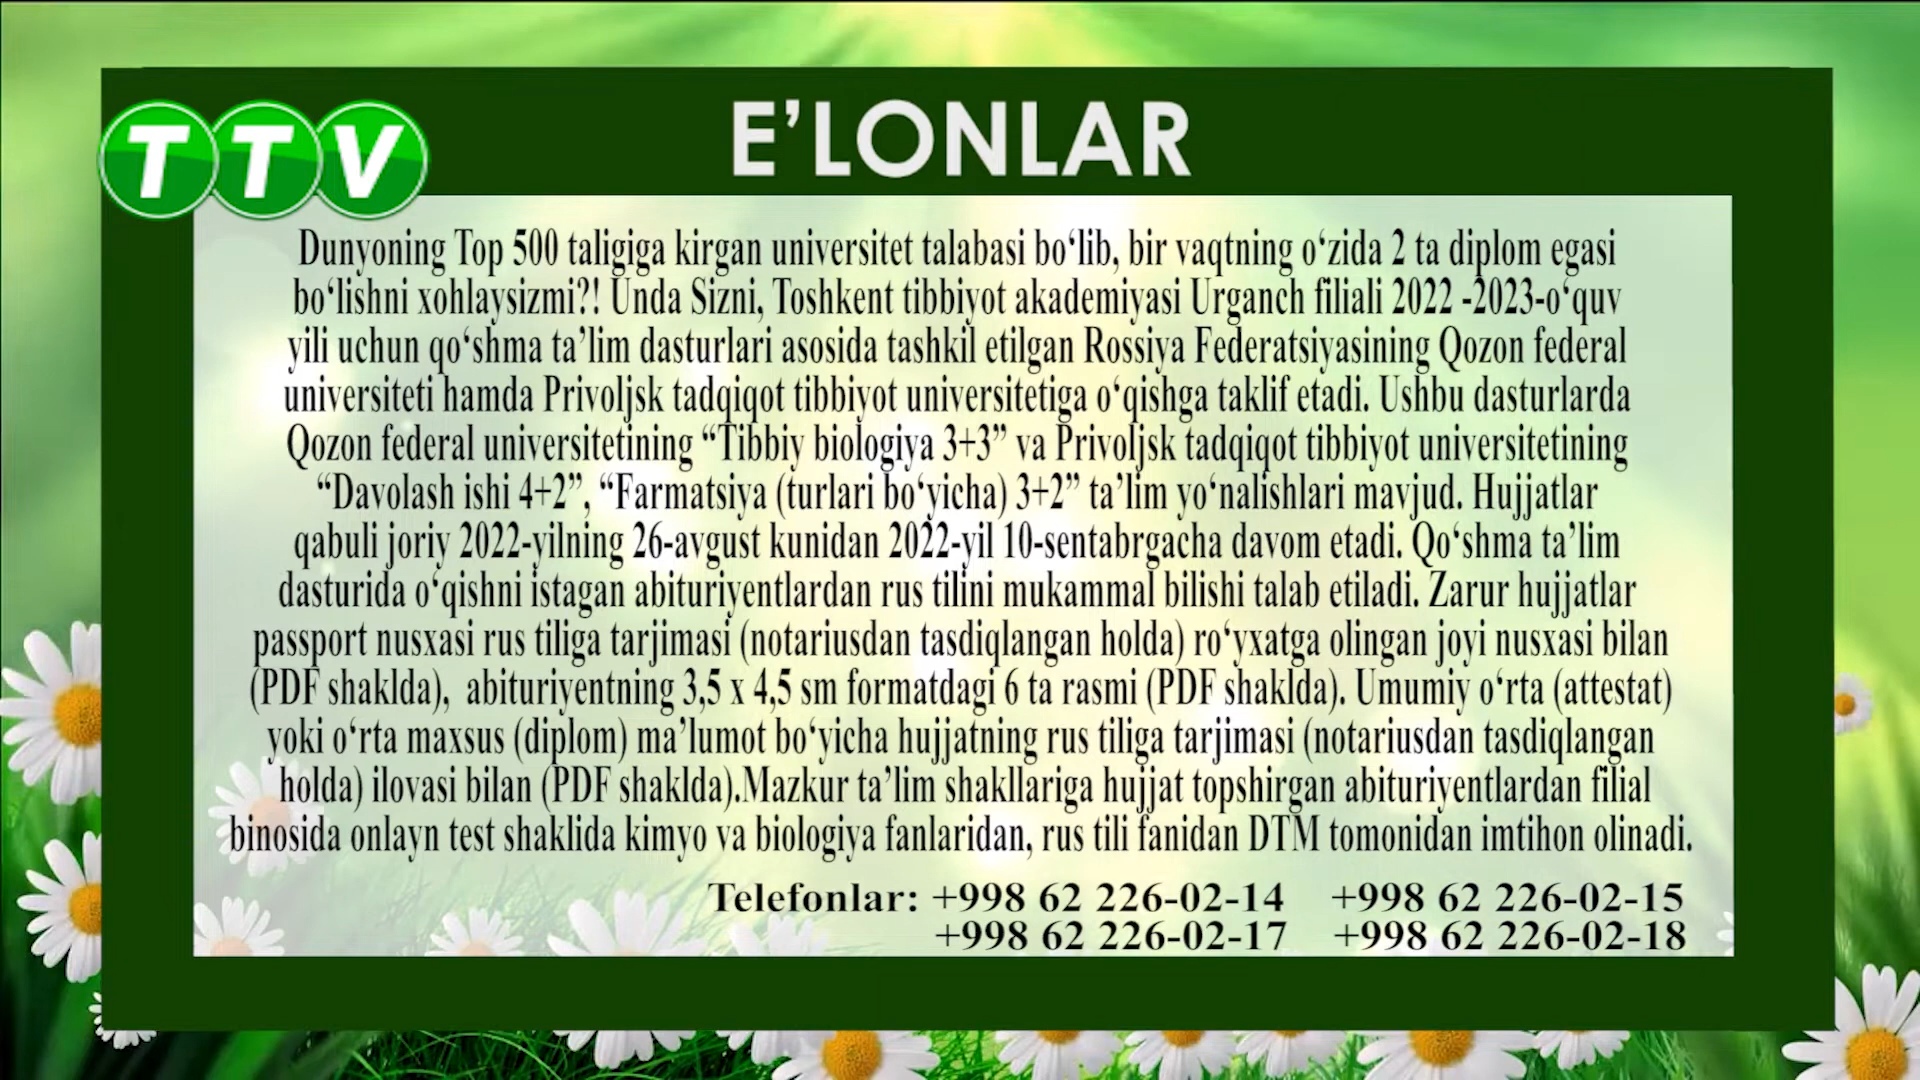 TTV
E’LONLAR
Dunyoning Top 500 taligiga kirgan universitet talabasi bo‘lib, bir vaqtning o‘zida 2 ta diplom egasi
bo‘lishni xohlaysizmi?! Unda Sizni, Toshkent tibbiyot akademiyasi Urganch filiali 2022 -2023-o‘quv
yili uchun qo‘shma ta’lim dasturlari asosida tashkil etilgan Rossiya Federatsiyasining Qozon federal
universiteti hamda Privoljsk tadqiqot tibbiyot universitetiga o‘qishga taklif etadi. Ushbu dasturlarda
Qozon federal universitetining “Tibbiy biologiya 3+3” va Privoljsk tadqiqot tibbiyot universitetining
“Davolash ishi 4+2”, “Farmatsiya (turlari bo‘yicha) 3+2” ta’lim yo‘nalishlari mavjud. Hujjatlar
qabuli joriy 2022-yilning 26-avgust kunidan 2022-yil 10-sentabrgacha davom etadi. Qo‘shma ta’lim
dasturida o‘qishni istagan abituriyentlardan rus tilini mukammal bilishi talab etiladi. Zarur hujjatlar
passport nusxasi rus tiliga tarjimasi (notariusdan tasdiqlangan holda) ro‘yxatga olingan joyi nusxasi bilan
(PDF shaklda), abituriyentning 3,5 x 4,5 sm formatdagi 6 ta rasmi (PDF shaklda). Umumiy o‘rta (attestat)
yoki o‘rta maxsus (diplom) ma’lumot bo‘yicha hujjatning rus tiliga tarjimasi (notariusdan tasdiqlangan
holda) ilovasi bilan (PDF shaklda).Mazkur ta’lim shakllariga hujjat topshirgan abituriyentlardan filial
binosida onlayn test shaklida kimyo va biologiya fanlaridan, rus tili fanidan DTM tomonidan imtihon olinadi.
Telefonlar: +998 62 226-02-14 +998 62 226-02-15
+998 62 226-02-17 +998 62 226-02-18